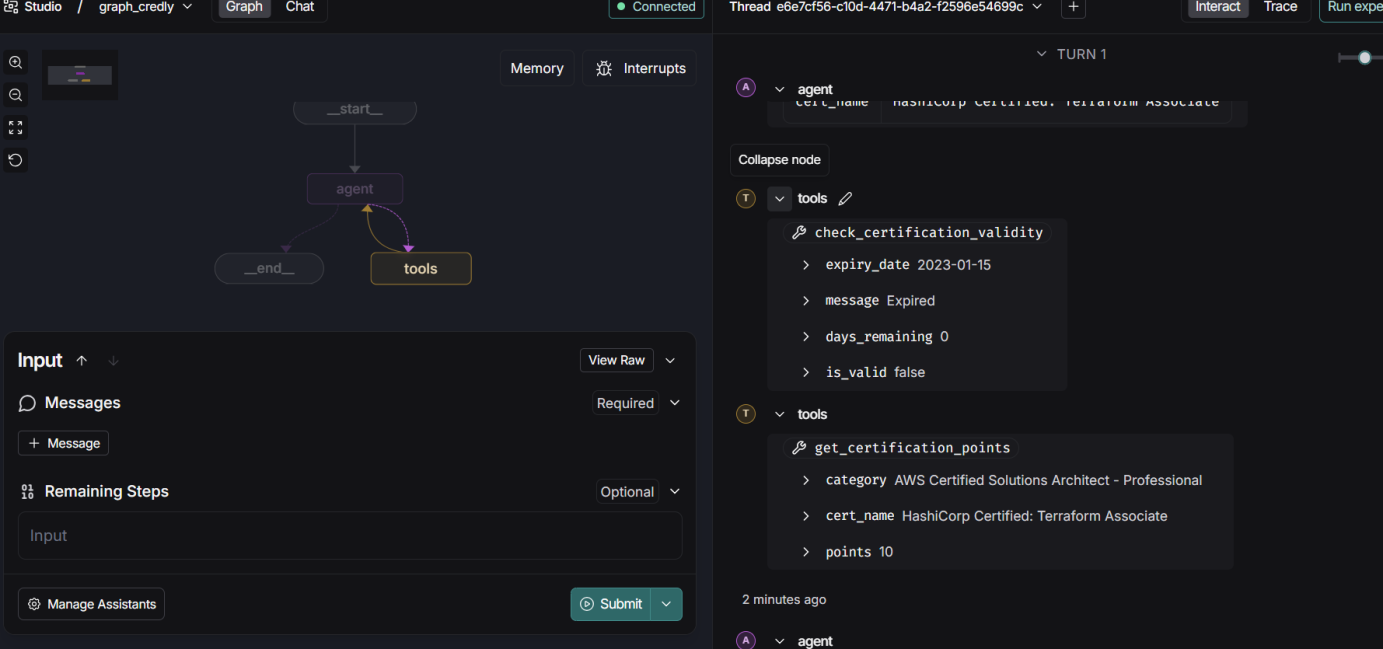 Studio / graph_credly Graph Chat Connected
Memory Interrupts
__start__
agent
__end__ tools
Input View Raw
Messages Required
+ Message
01
10 Remaining Steps Optional
Input
Manage Assistants Submit
Thread e6e7cf56-c10d-4471-b4a2-f2596e54699c + Interact Trace Run expe
TURN 1
A agent
cert_name HashiCorp Certified: Terraform Associate
Collapse node
T tools
check_certification_validity
expiry_date 2023-01-15
message Expired
days_remaining 0
is_valid false
T tools
get_certification_points
category AWS Certified Solutions Architect - Professional
cert_name HashiCorp Certified: Terraform Associate
points 10
2 minutes ago
A agent